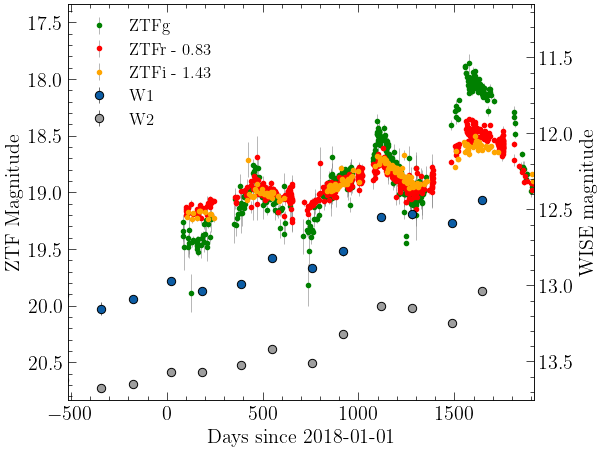 ZTFg
ZTFr - 0.83
ZTFi - 1.43
W1
W2
17.5
18.0
18.5
19.0
19.5
20.0
20.5
ZTF Magnitude
11.5
12.0
12.5
13.0
13.5
WISE magnitude
−500 0 500 1000 1500
Days since 2018-01-01